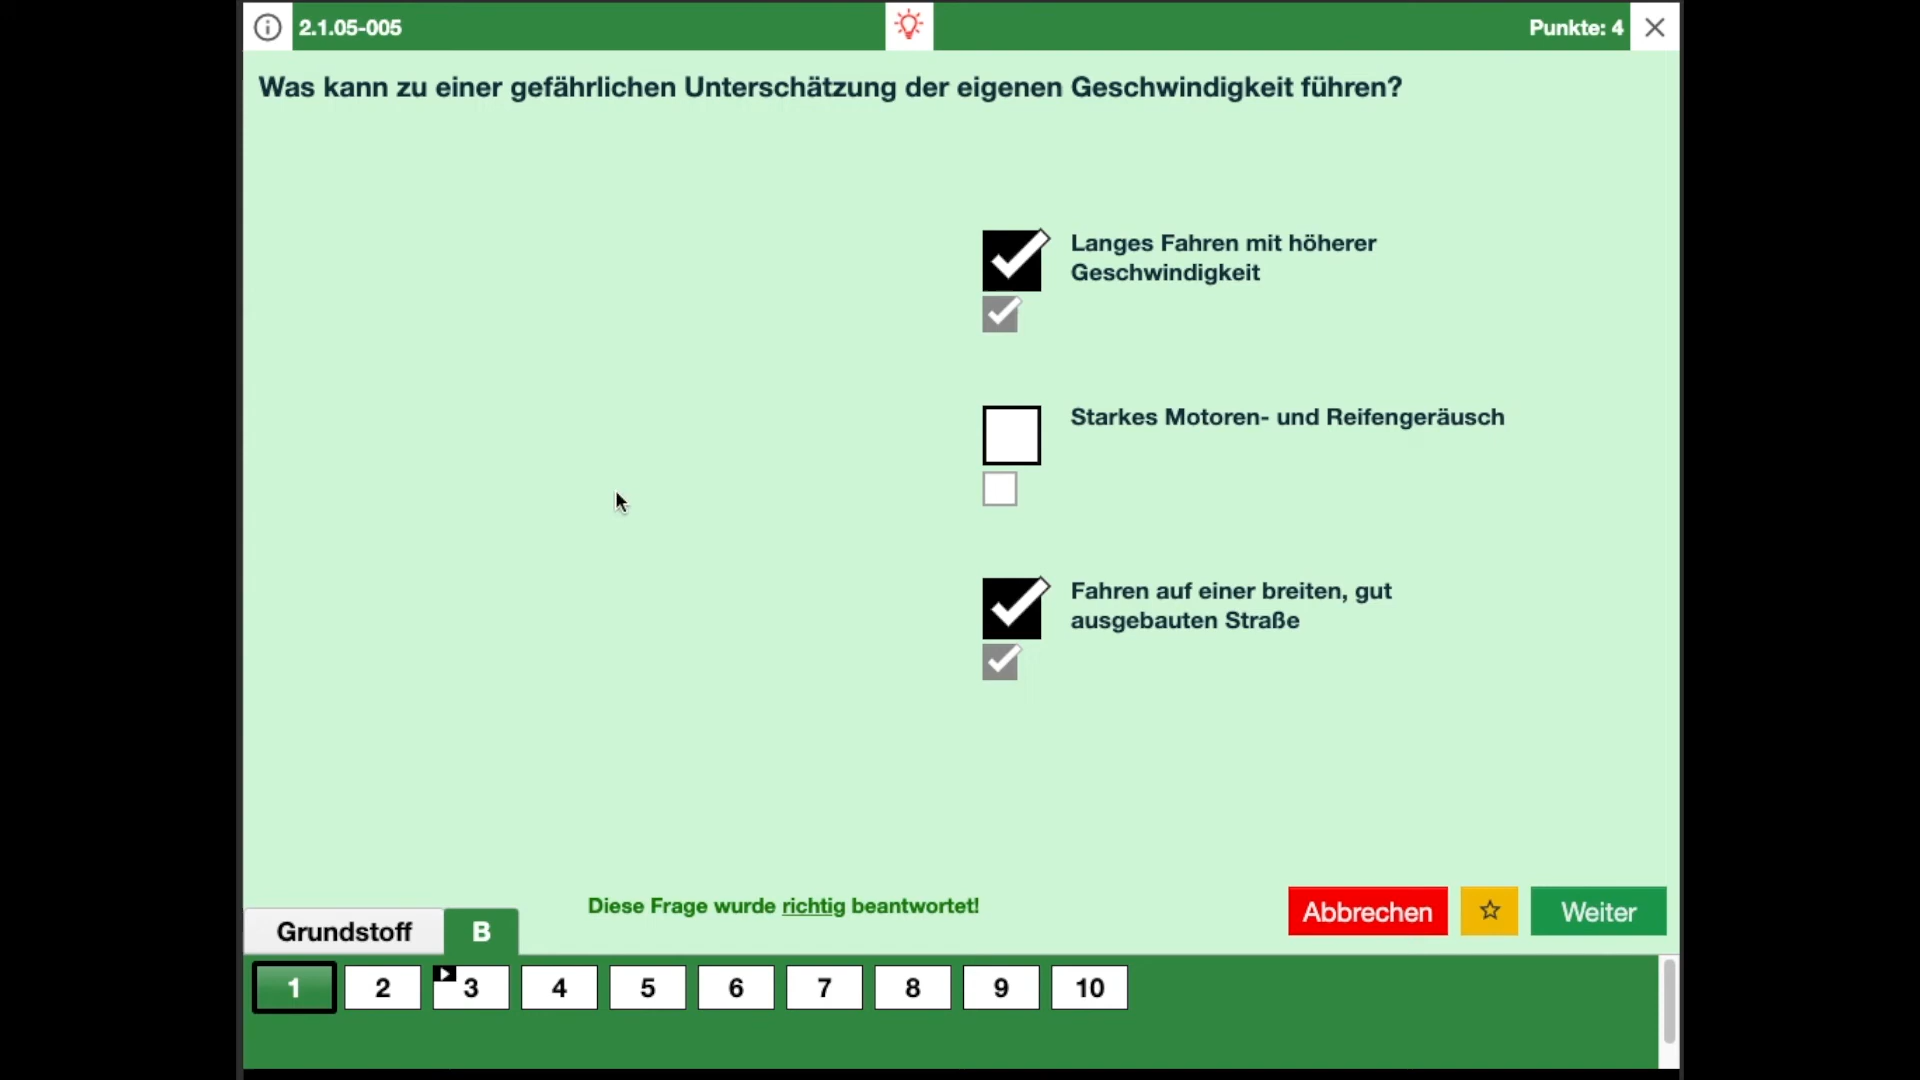 2.1.05-005
Punkte: 4
Was kann zu einer gefährlichen Unterschätzung der eigenen Geschwindigkeit führen?
Langes Fahren mit höherer
Geschwindigkeit
Starkes Motoren- und Reifengeräusch
Fahren auf einer breiten, gut
ausgebauten Straße
Diese Frage wurde richtig beantwortet!
Abbrechen
Weiter
Grundstoff
B
1 2 3 4 5 6 7 8 9 10